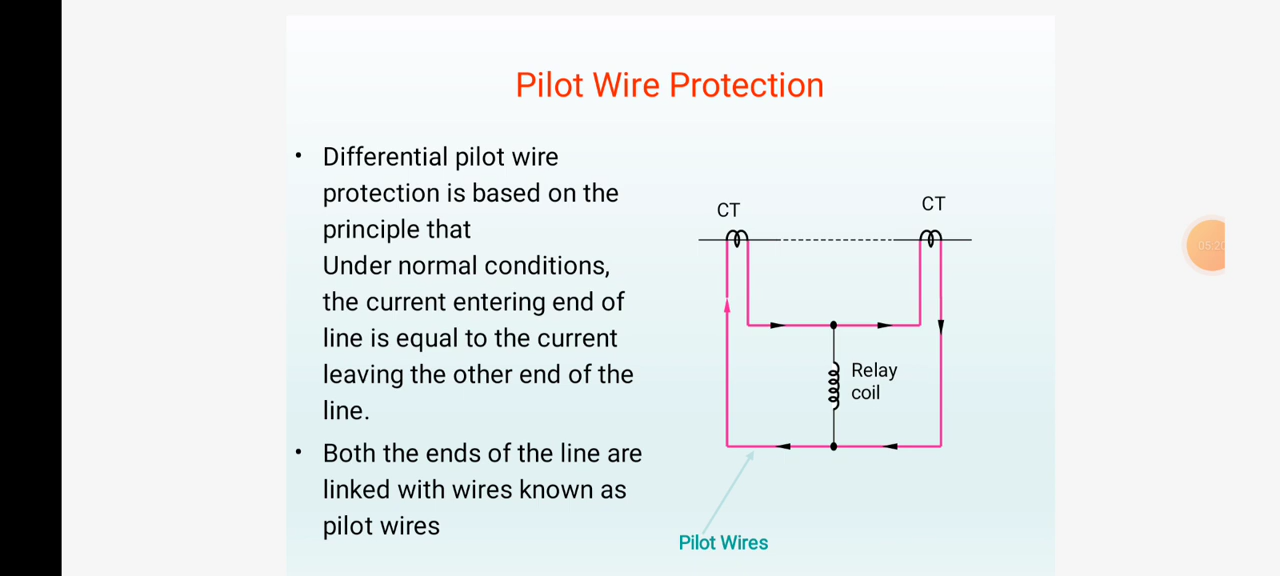 Pilot Wire Protection
• Differential pilot wire
protection is based on the
principle that
Under normal conditions,
the current entering end of
line is equal to the current
leaving the other end of the
line.
• Both the ends of the line are
linked with wires known as
pilot wires
CT
CT
Relay
coil
Pilot Wires